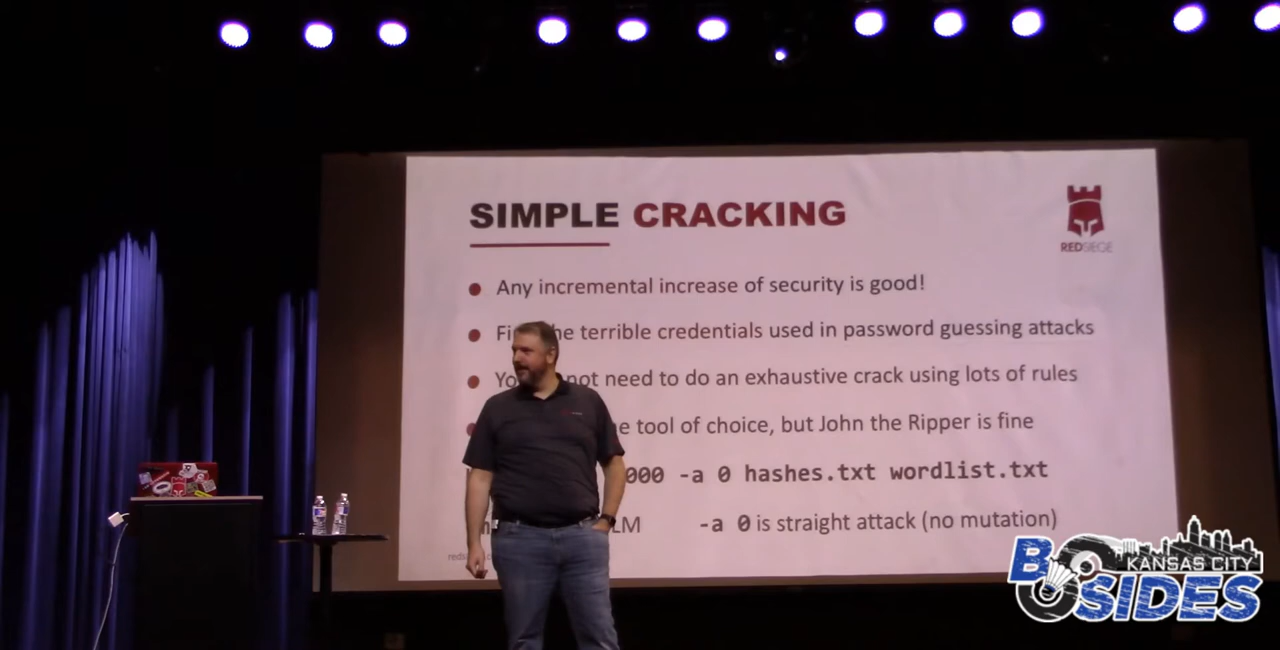 SIMPLE CRACKING
REDSIEGE
Any incremental increase of security is good!
he terrible credentials used in password guessing attacks
not need to do an exhaustive crack using lots of rules
e tool of choice, but John the Ripper is fine
000 -a 0 hashes.txt wordlist.txt
LM -a 0 is straight attack (no mutation)
BSIDES
KANSAS CITY